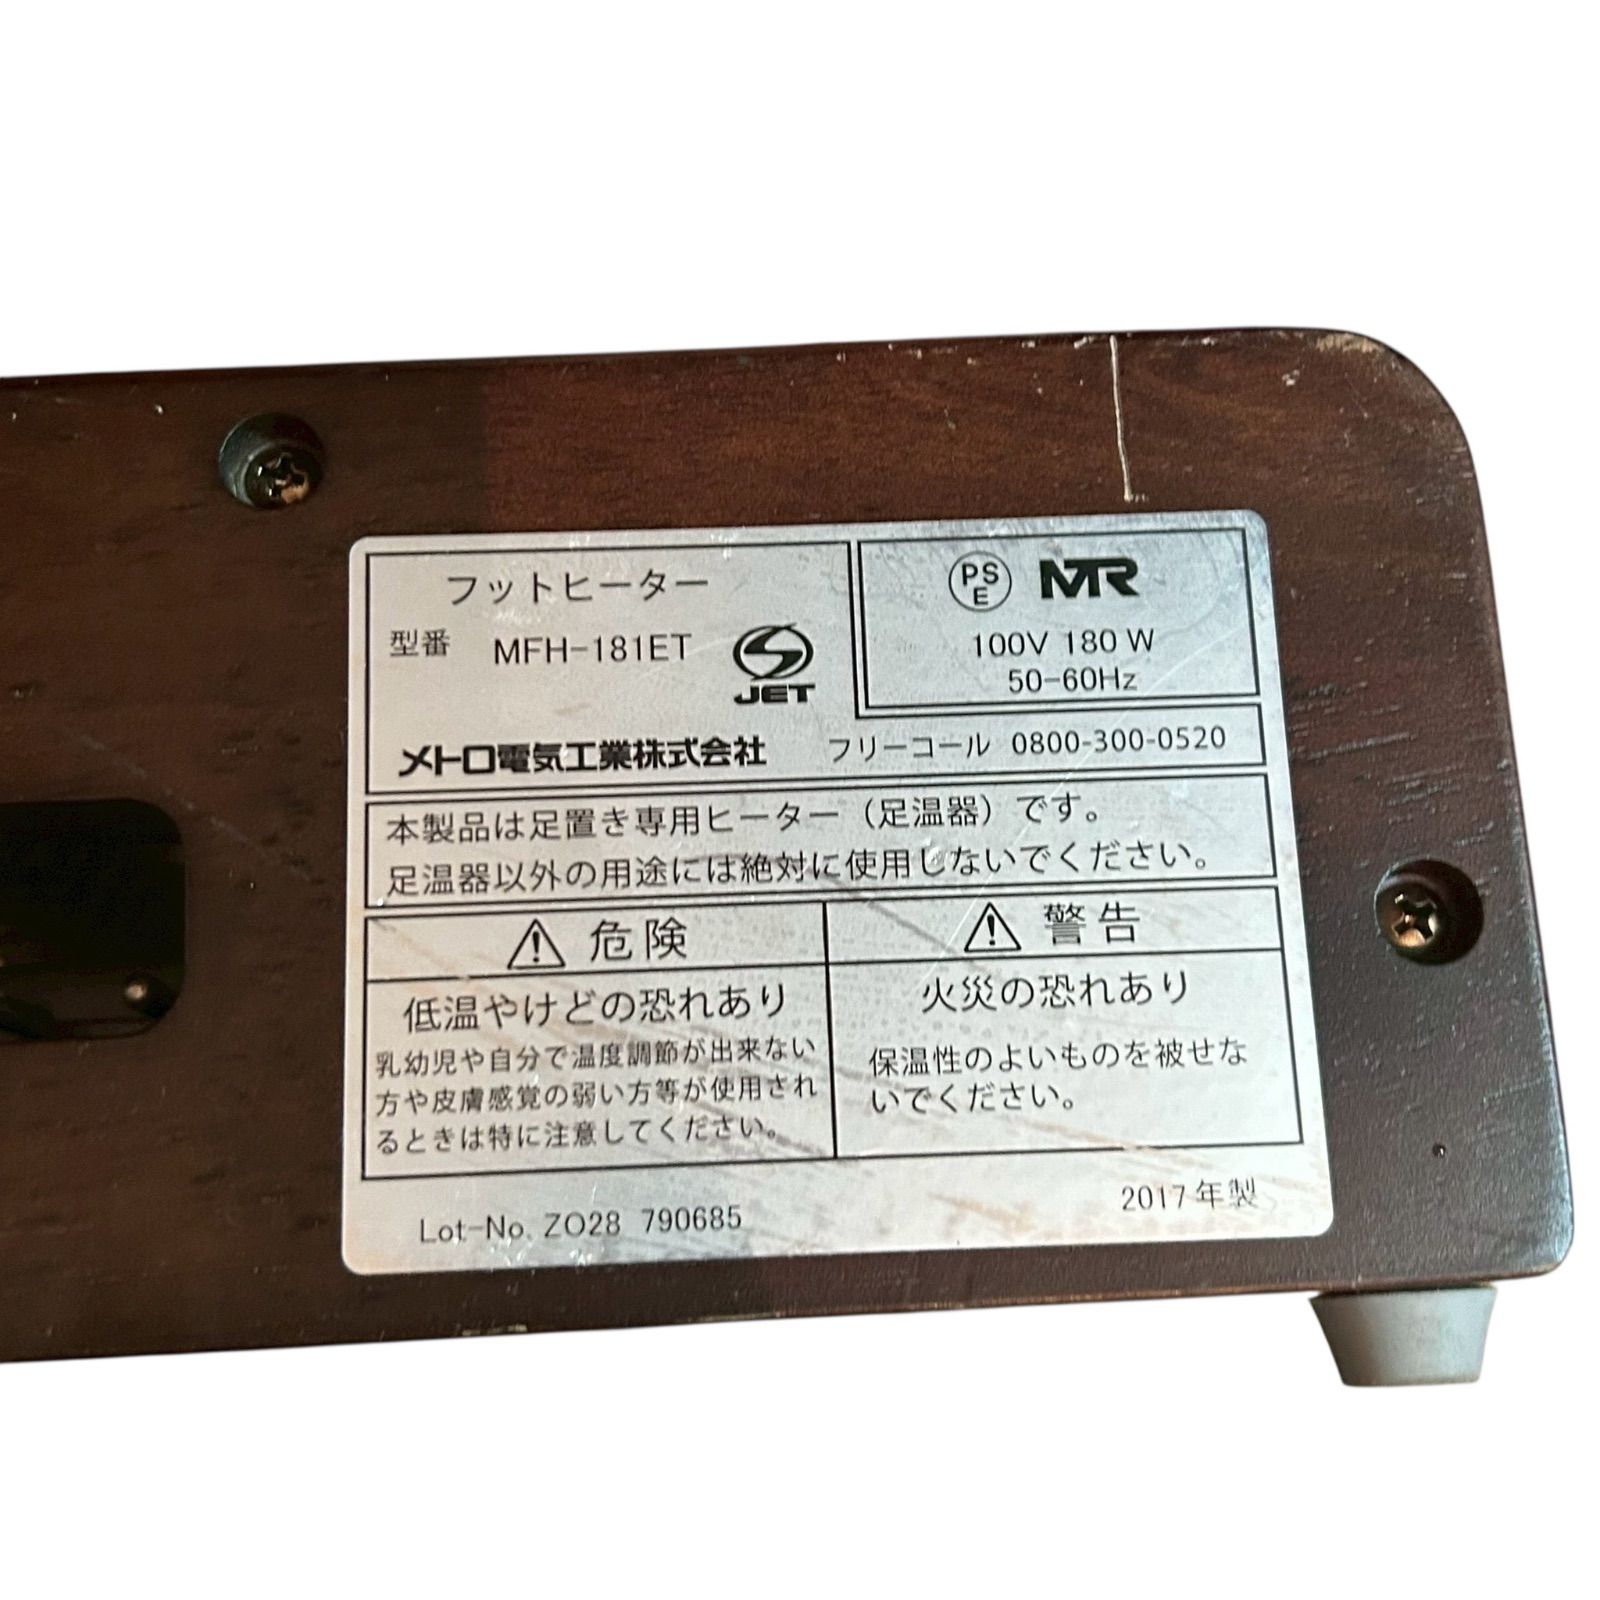 フットヒーター
型番 MFH-181ET
JET
PS
E
MTR
100V 180 W
50-60Hz
メトロ電気工業株式会社 フリーコール 0800-300-0520
本製品は足置き専用ヒーター（足温器）です。
足温器以外の用途には絶対に使用しないでください。
危険
低温やけどの恐れあり
乳幼児や自分で温度調節が出来ない
方や皮膚感覚の弱い方等が使用され
るときは特に注意してください。
警告
火災の恐れあり
保温性のよいものを被せな
いでください。
Lot-No. ZO28 790685
2017年製